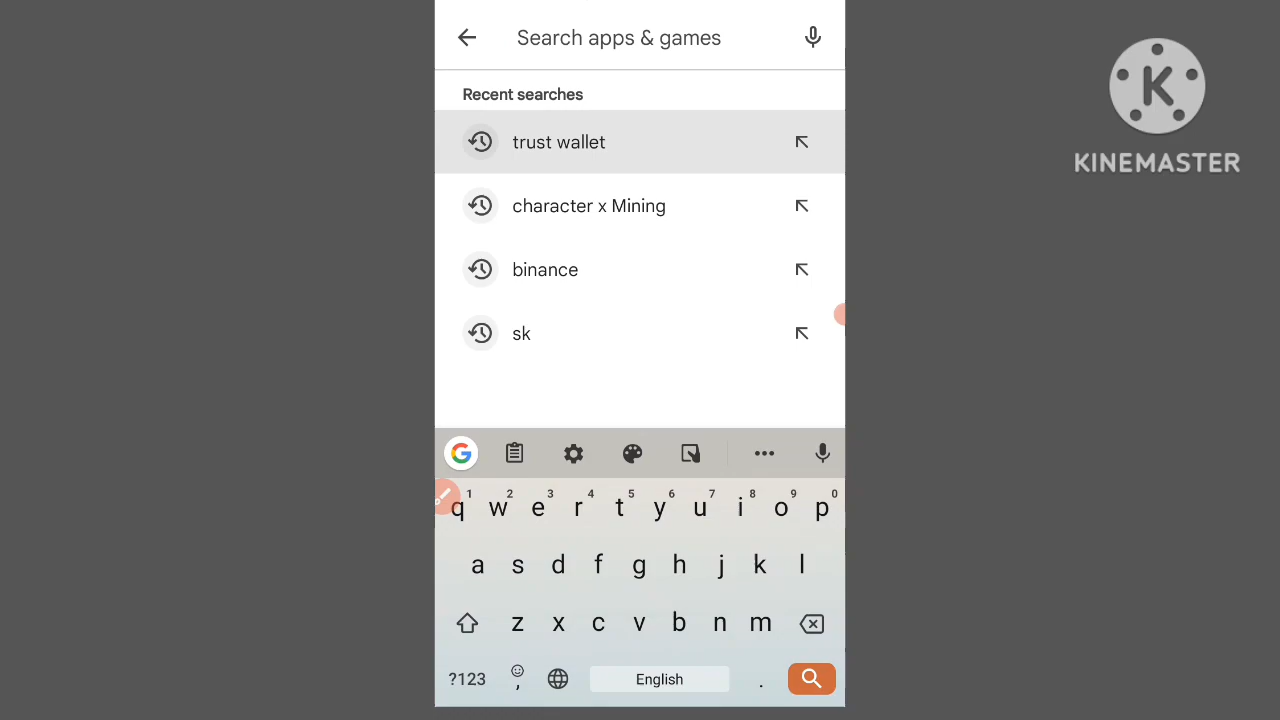 Search apps & games
Recent searches
trust wallet
character x Mining
binance
sk
K
KINEMASTER
G
1 2 3 4 5 6 7 8 9 0
q w e r t y u i o p
a s d f g h j k l
z x c v b n m
?123 , English .